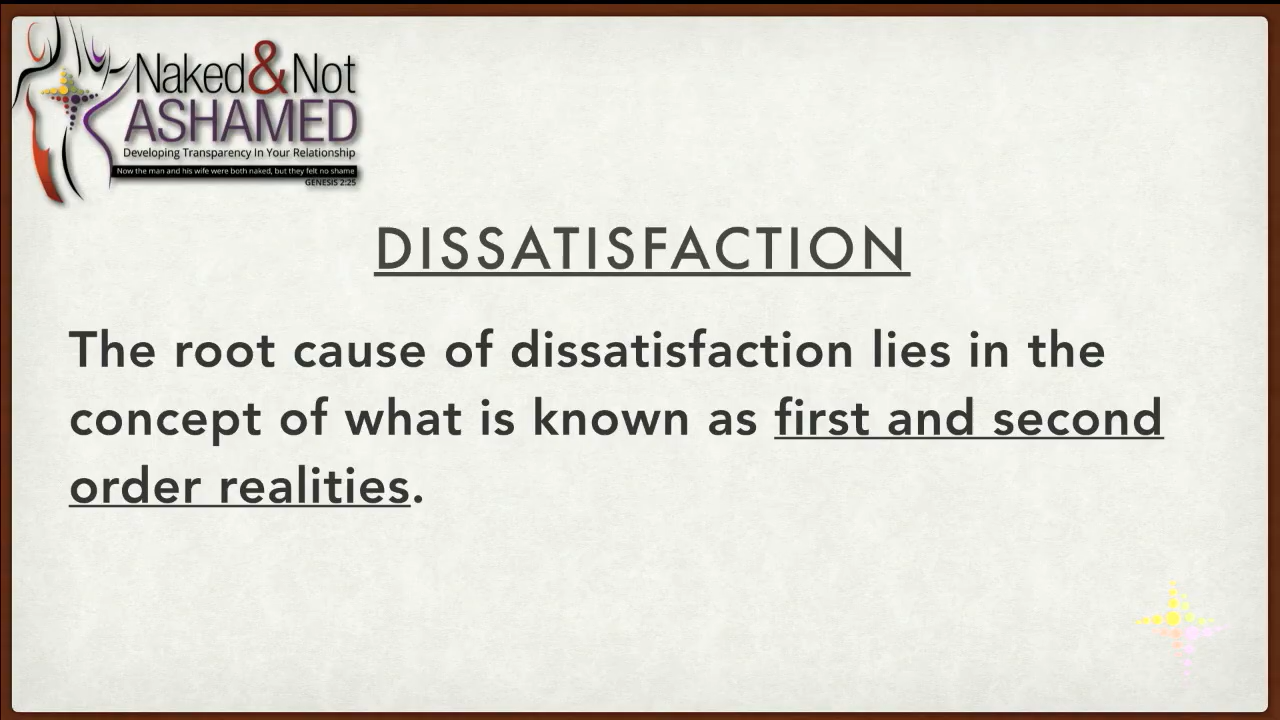 Naked&Not
ASHAMED
Developing Transparency In Your Relationship
Now the man and his wife were both naked, but they felt no shame
GENESIS 2:25
DISSATISFACTION
The root cause of dissatisfaction lies in the
concept of what is known as first and second
order realities.